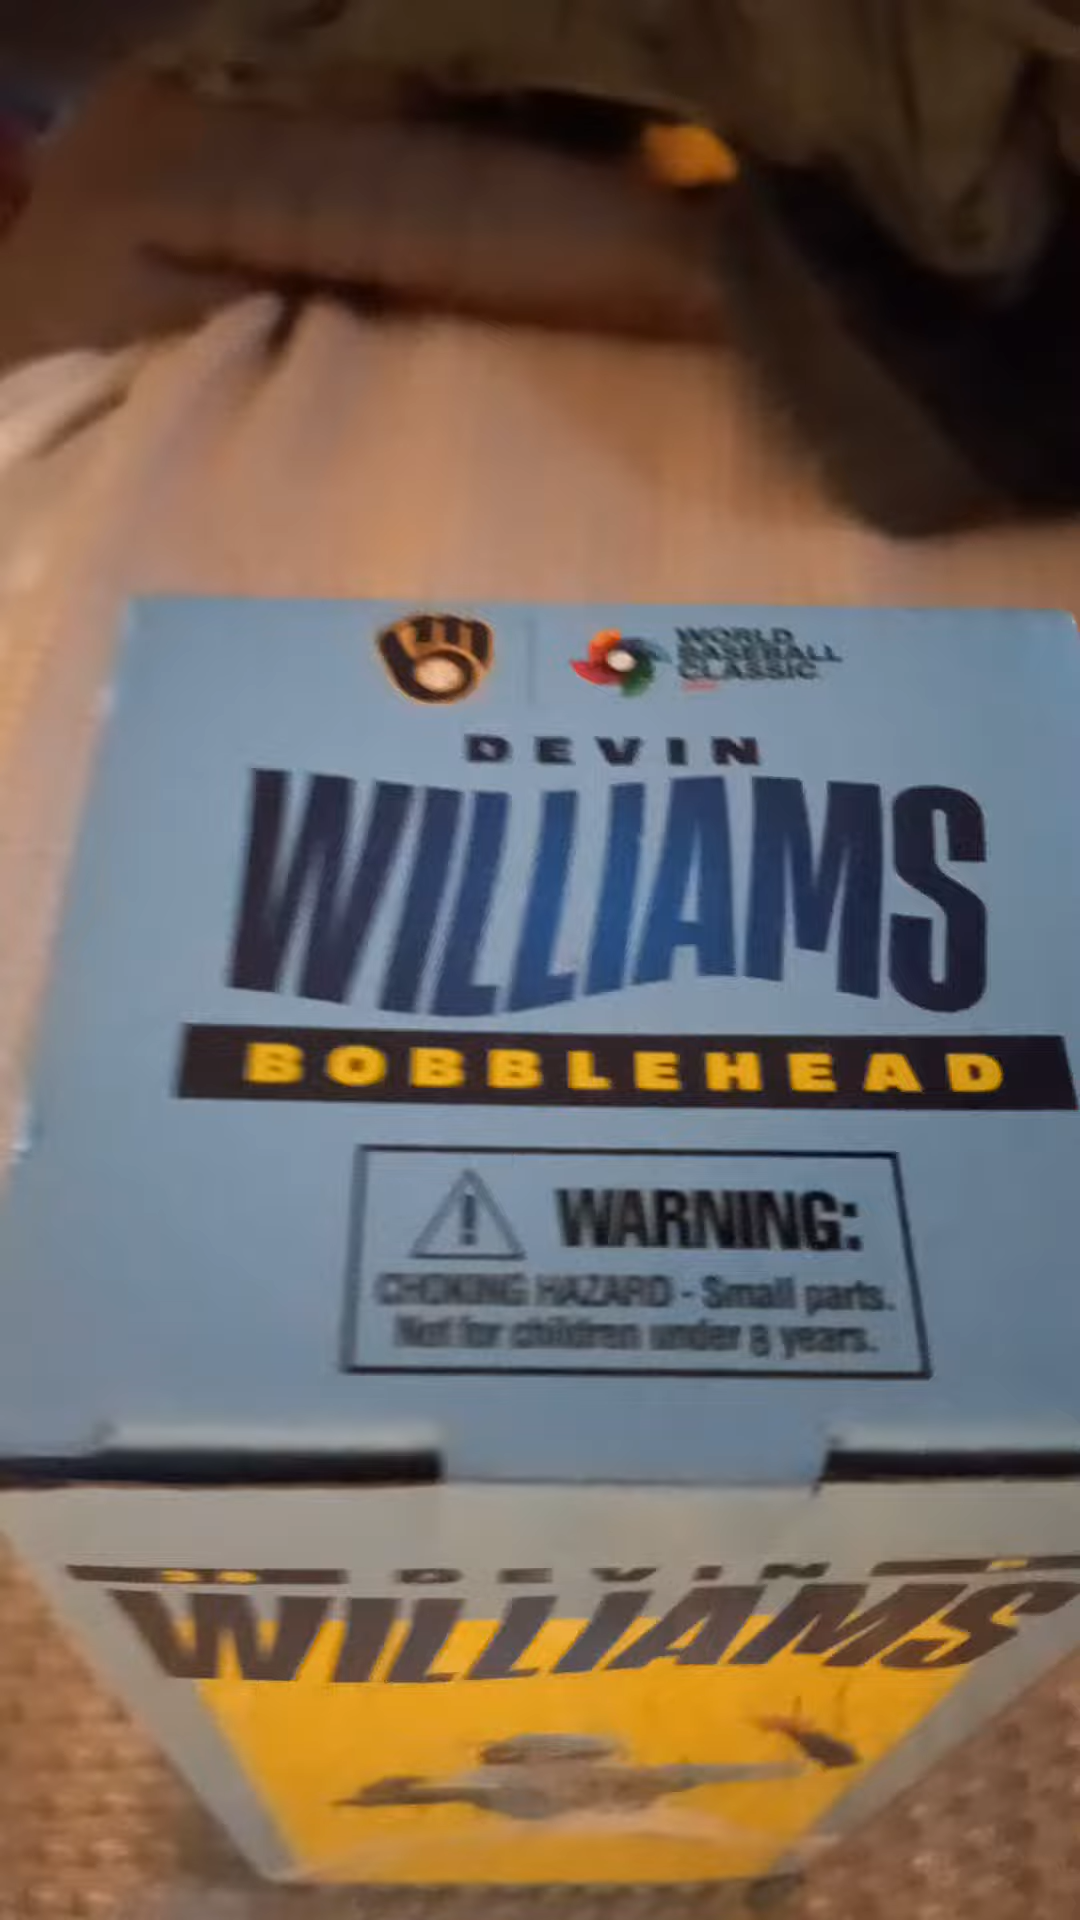 WORLD
BASEBALL
CLASSIC
DEVIN
WILLIAMS
BOBBLEHEAD
WARNING:
CHOKING HAZARD - Small parts.
Not for children under 8 years.
DEVIN
WILLIAMS